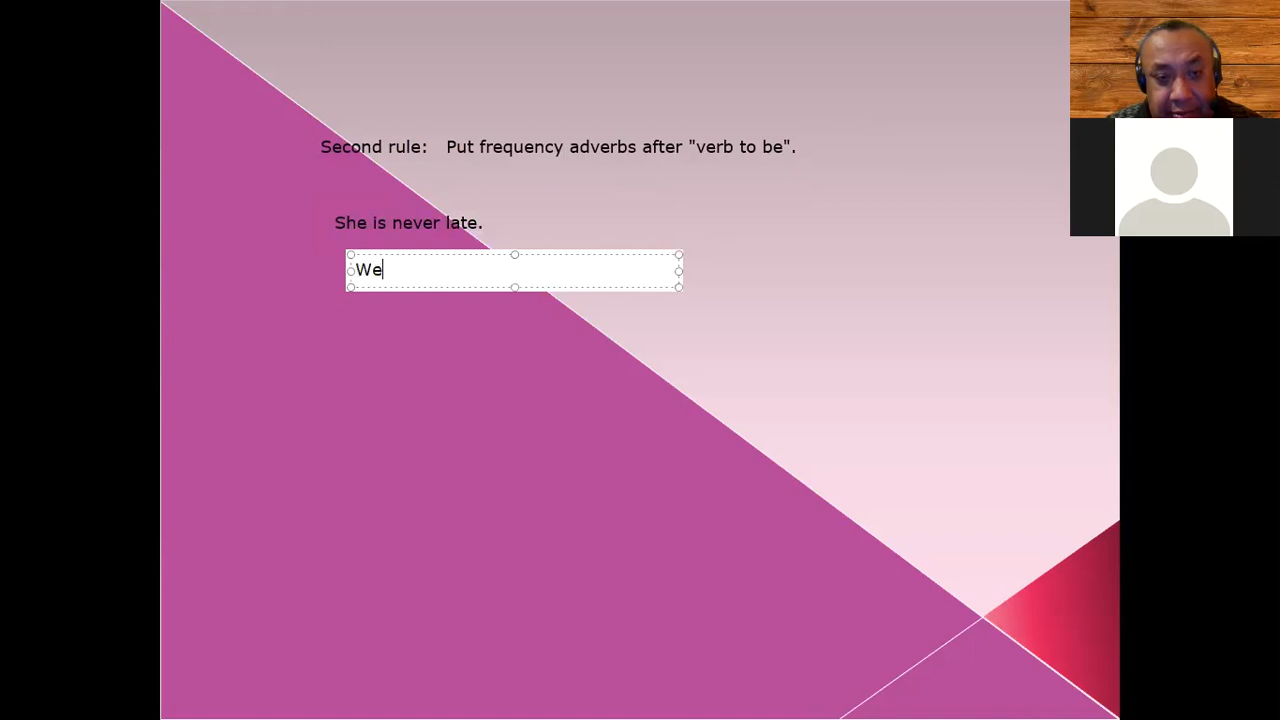 Second rule: Put frequency adverbs after "verb to be".
She is never late.
We